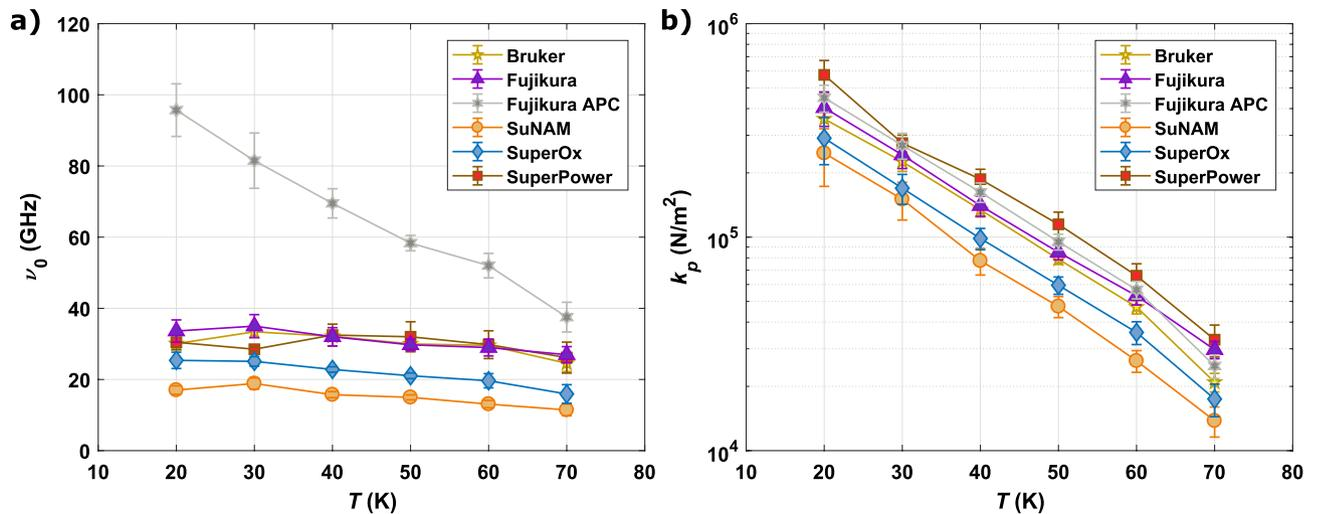 a)
120
100
80
60
40
20
0
ν0 (GHz)
10 20 30 40 50 60 70 80
T (K)
Bruker
Fujikura
Fujikura APC
SuNAM
SuperOx
SuperPower
b)
10^6
10^5
10^4
kp (N/m^2)
10 20 30 40 50 60 70 80
T (K)
Bruker
Fujikura
Fujikura APC
SuNAM
SuperOx
SuperPower